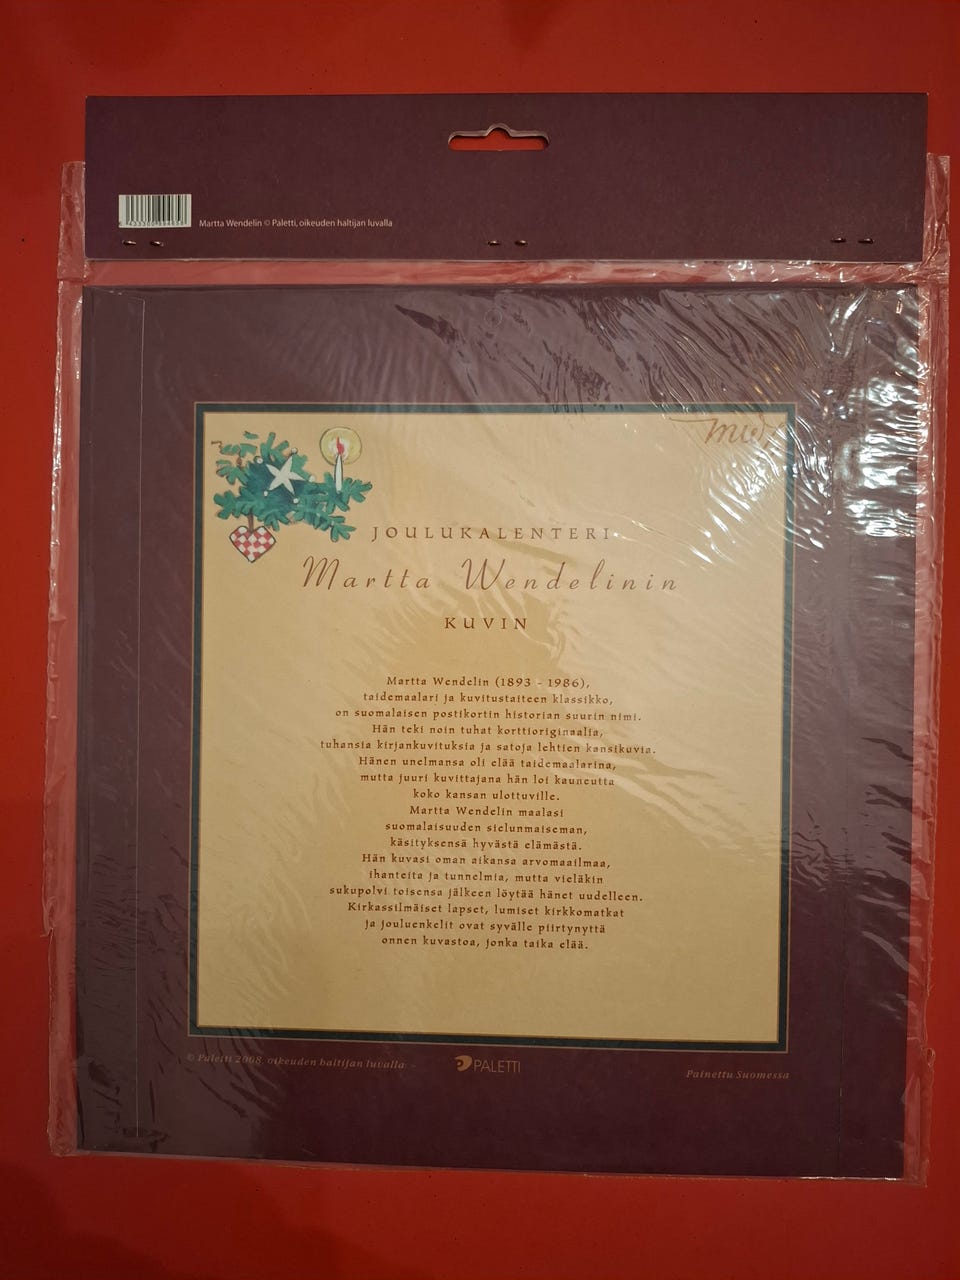 Martta Wendelin © Paletti, oikeuden haltijan luvalla
mw
JOULUKALENTERI
Martta Wendelinin
KUVIN
Martta Wendelin (1893 - 1986),
taidemaalari ja kuvitustaiteen klassikko,
on suomalaisen postikortin historian suurin nimi.
Hän teki noin tuhat korttioriginaalia,
tuhansia kirjankuvituksia ja satoja lehtien kansikuvia.
Hänen unelmansa oli elää taidemaalarina,
mutta juuri kuvittajana hän loi kauneutta
koko kansan ulottuville.
Martta Wendelin maalasi
suomalaisuuden sielunmaiseman,
käsityksensä hyvästä elämästä.
Hän kuvasi oman aikansa arvomaailmaa,
ihanteita ja tunnelmia, mutta vieläkin
sukupolvi toisensa jälkeen löytää hänet uudelleen.
Kirkassilmäiset lapset, lumiset kirkkomatkat
ja jouluenkelit ovat syvälle piirtynyttä
onnen kuvastoa, jonka taika elää.
© Paletti 2008, oikeuden haltijan luvalla
PALETTI
Painettu Suomessa